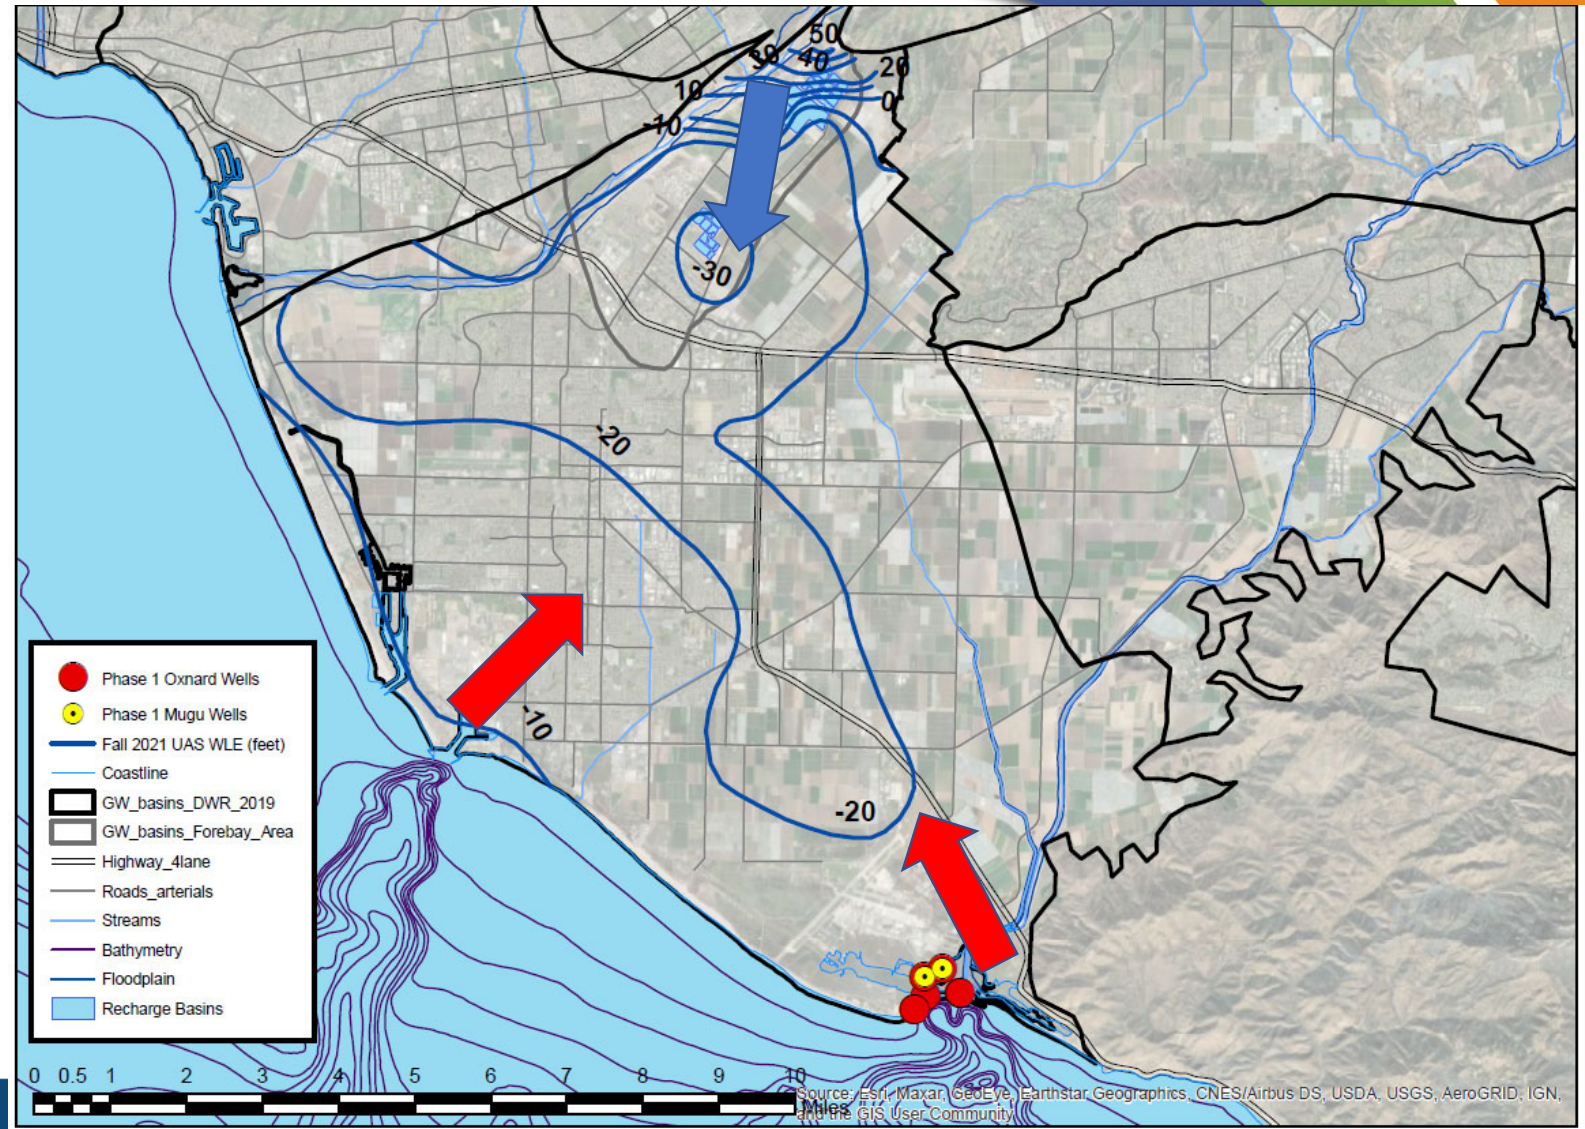 50
30
40
20
10
0
-10
-30
-20
-10
-20
Phase 1 Oxnard Wells
Phase 1 Mugu Wells
Fall 2021 UAS WLE (feet)
Coastline
GW_basins_DWR_2019
GW_basins_Forebay_Area
Highway_4lane
Roads_arterials
Streams
Bathymetry
Floodplain
Recharge Basins
0 0.5 1 2 3 4 5 6 7 8 9 10
Miles
Source: Esri, Maxar, GeoEye, Earthstar Geographics, CNES/Airbus DS, USDA, USGS, AeroGRID, IGN,
and the GIS User Community